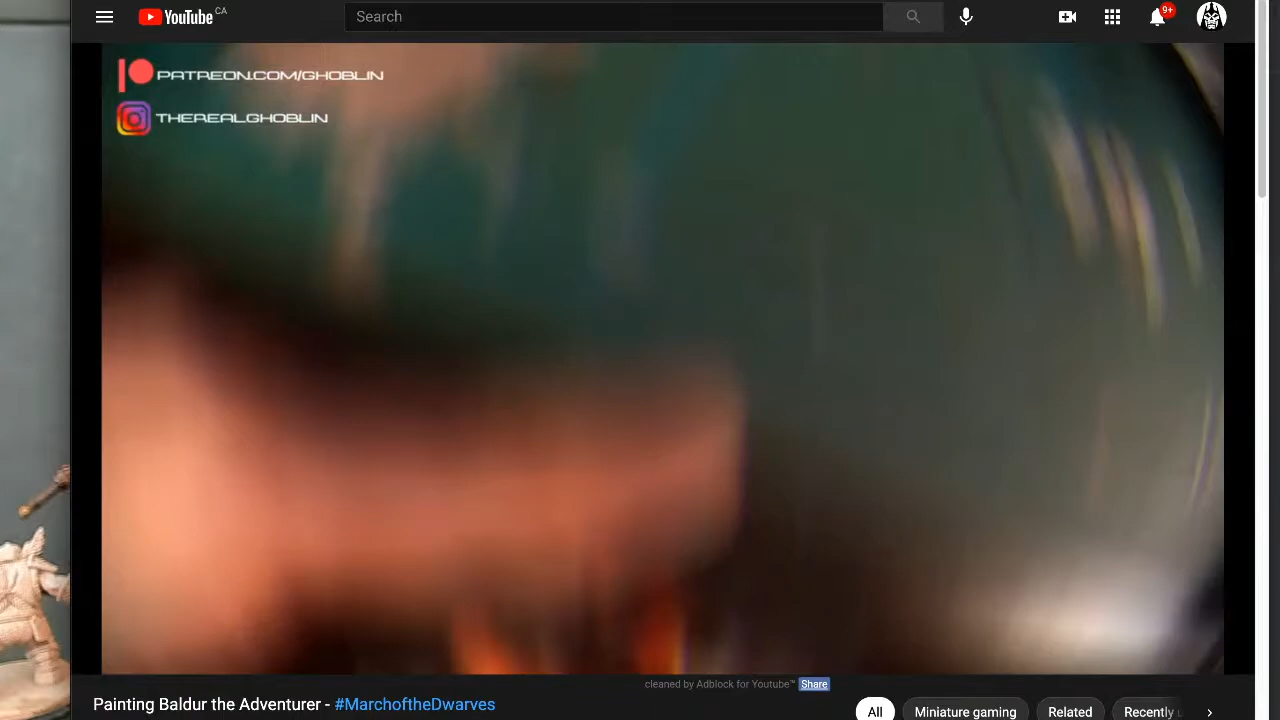 YouTube CA
Search
9+
PATREON.COM/GHOBLIN
THEREALGHOBLIN
cleaned by Adblock for Youtube™ Share
Painting Baldur the Adventurer - #MarchoftheDwarves
All Miniature gaming Related Recently